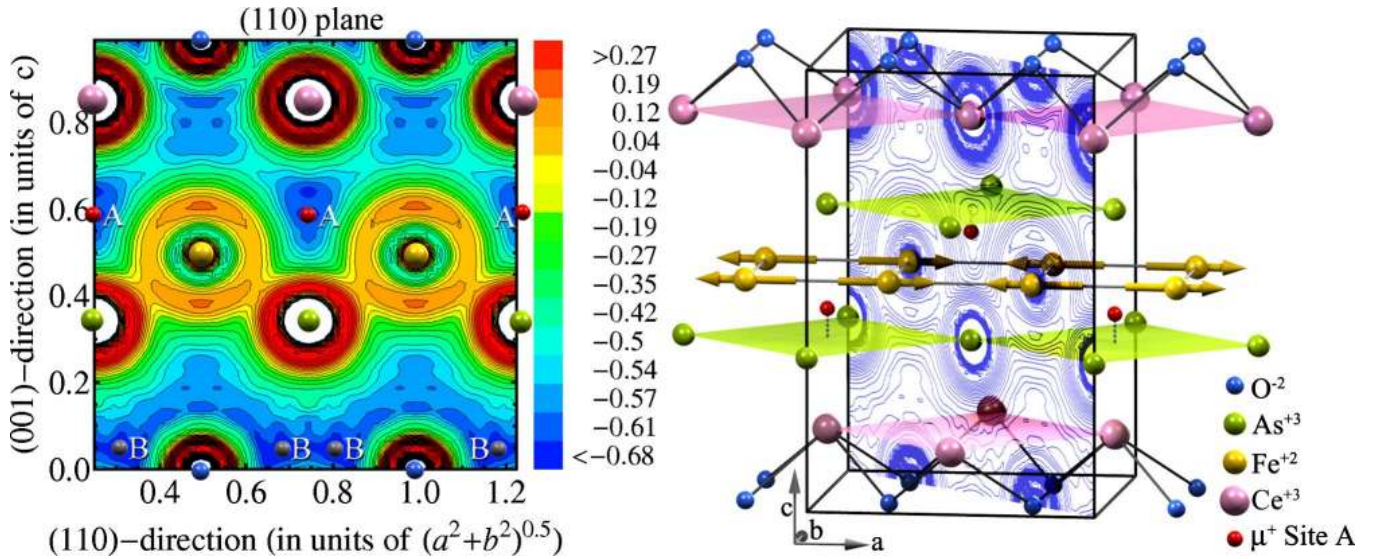 (110) plane
(001)−direction (in units of c)
0.8
0.6
0.4
0.2
0.0
A
A
A
B
B
B
B
0.4
0.6
0.8
1.0
1.2
(110)−direction (in units of (a²+b²)⁰·⁵)
>0.27
0.19
0.12
0.04
−0.04
−0.12
−0.19
−0.27
−0.35
−0.42
−0.5
−0.54
−0.57
−0.61
<−0.68
c
b
a
O⁻²
As⁺³
Fe⁺²
Ce⁺³
μ⁺ Site A